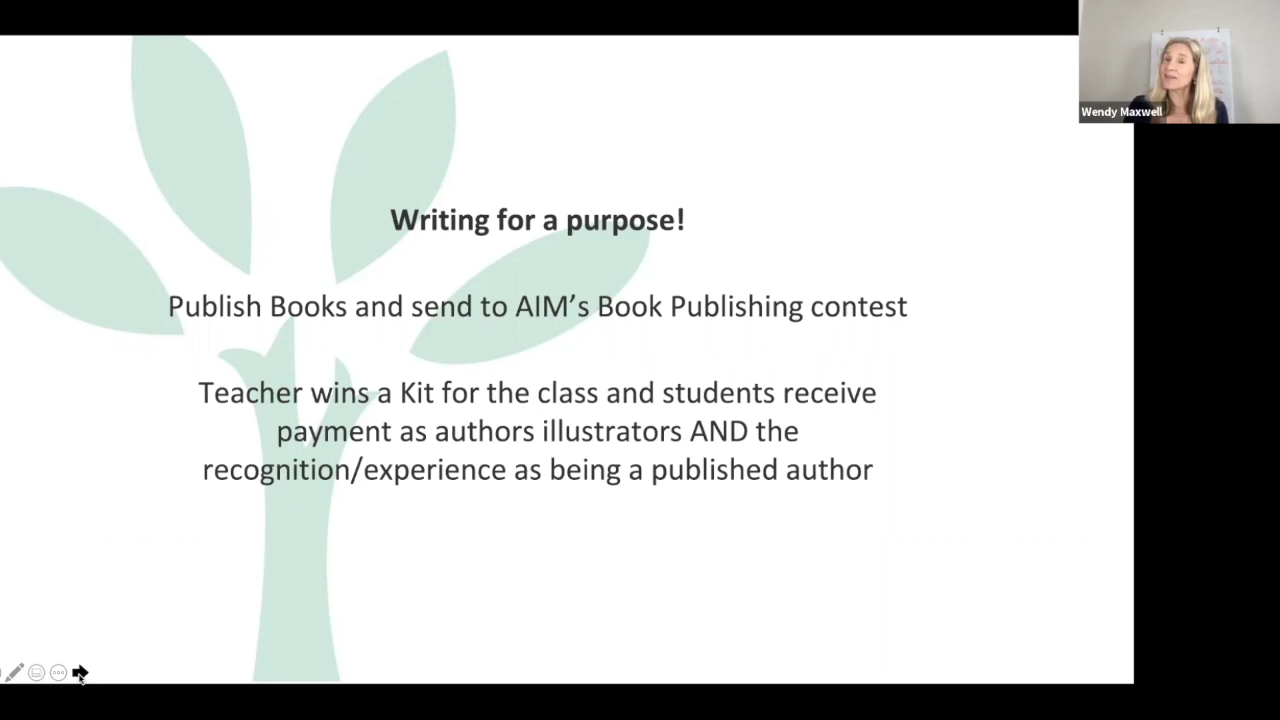 Wendy Maxwell
Writing for a purpose!
Publish Books and send to AIM’s Book Publishing contest
Teacher wins a Kit for the class and students receive
payment as authors illustrators AND the
recognition/experience as being a published author